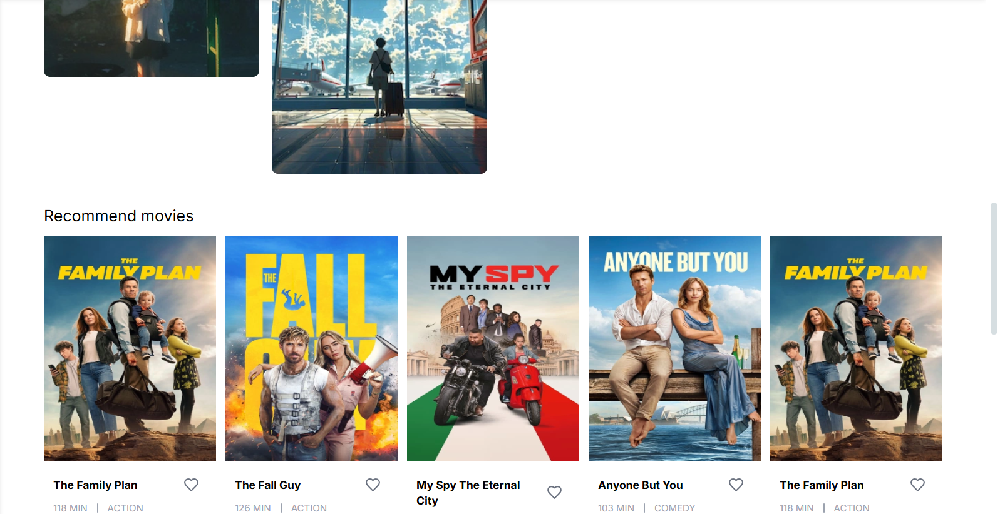 Recommend movies
THE
FAMILY PLAN
THE
FALL
GUY
MY SPY
THE ETERNAL CITY
ANYONE BUT YOU
THE
FAMILY PLAN
The Family Plan
118 MIN | ACTION
The Fall Guy
126 MIN | ACTION
My Spy The Eternal
City
Anyone But You
103 MIN | COMEDY
The Family Plan
118 MIN | ACTION